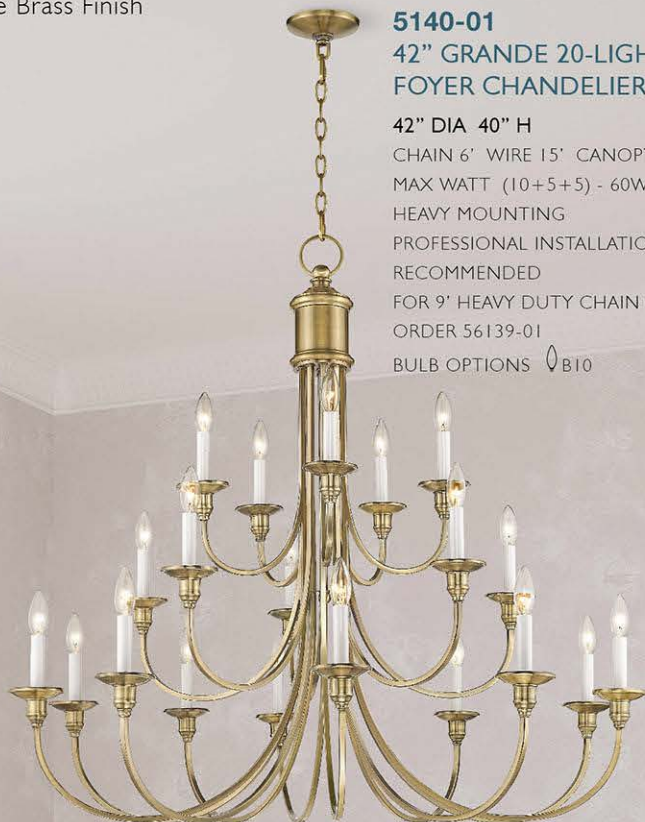 e Brass Finish
5140-01
42” GRANDE 20-LIGH
FOYER CHANDELIER
42” DIA 40” H
CHAIN 6' WIRE 15' CANOP
MAX WATT (10+5+5) - 60W
HEAVY MOUNTING
PROFESSIONAL INSTALLATIO
RECOMMENDED
FOR 9' HEAVY DUTY CHAIN
ORDER 56139-01
BULB OPTIONS B10